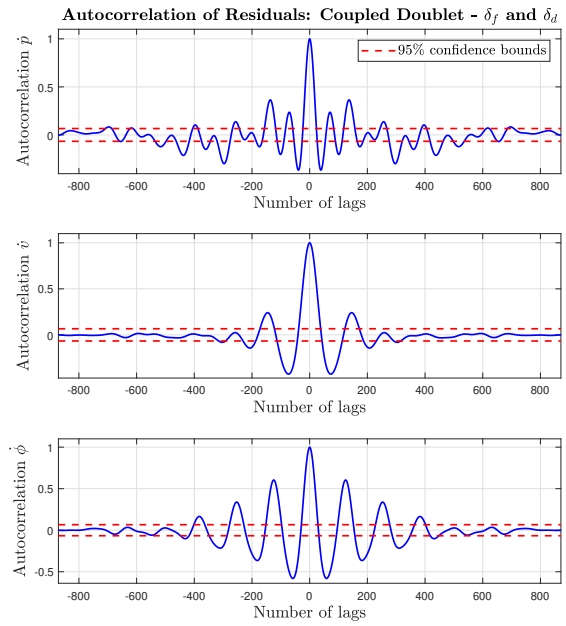 Autocorrelation of Residuals: Coupled Doublet - δ_f and δ_d
Autocorrelation ṗ
1
0.5
0
95% confidence bounds
-800 -600 -400 -200 0 200 400 600 800
Number of lags
Autocorrelation v̇
1
0.5
0
-800 -600 -400 -200 0 200 400 600 800
Number of lags
Autocorrelation ϕ̇
1
0.5
0
-0.5
-800 -600 -400 -200 0 200 400 600 800
Number of lags